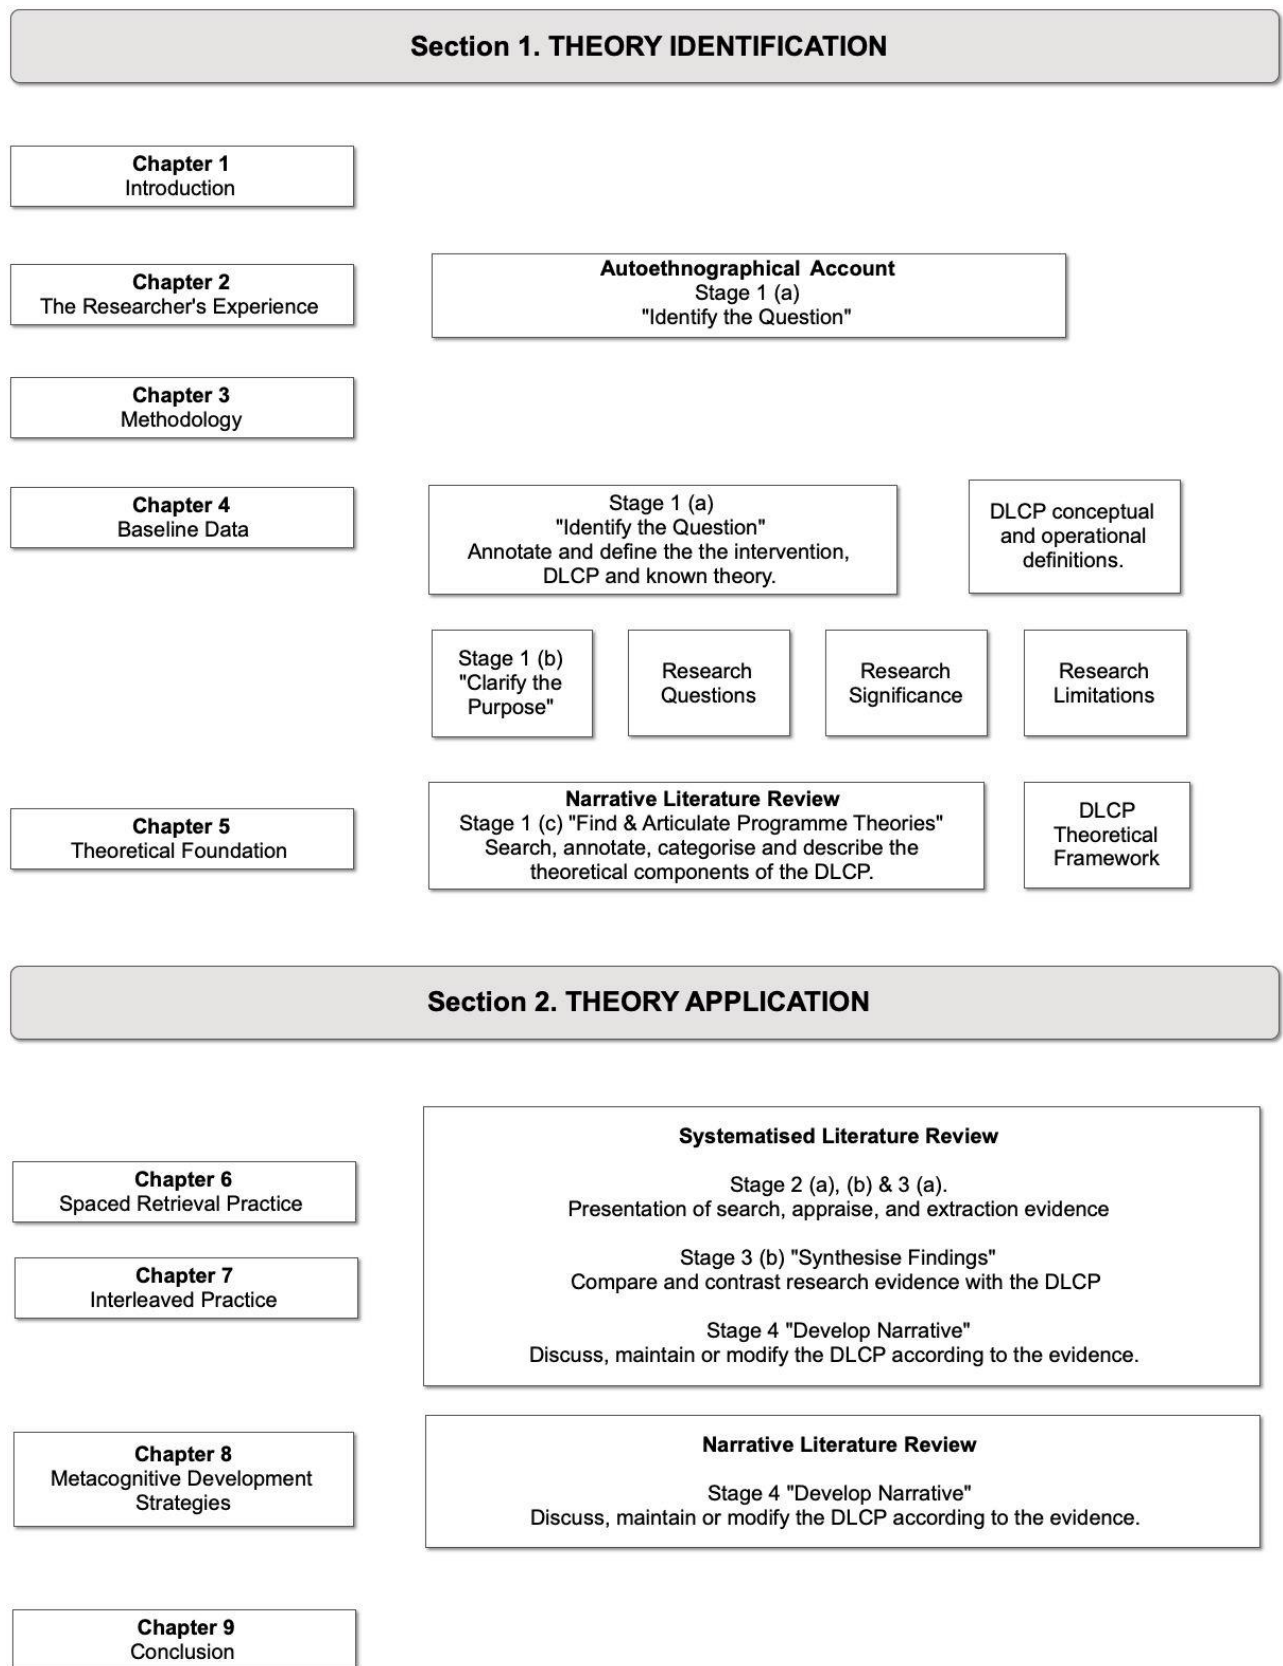 Section 1. THEORY IDENTIFICATION
Chapter 1
Introduction
Chapter 2
The Researcher's Experience
Autoethnographical Account
Stage 1 (a)
"Identify the Question"
Chapter 3
Methodology
Chapter 4
Baseline Data
Stage 1 (a)
"Identify the Question"
Annotate and define the the intervention,
DLCP and known theory.
DLCP conceptual
and operational
definitions.
Stage 1 (b)
"Clarify the
Purpose"
Research
Questions
Research
Significance
Research
Limitations
Chapter 5
Theoretical Foundation
Narrative Literature Review
Stage 1 (c) "Find & Articulate Programme Theories"
Search, annotate, categorise and describe the
theoretical components of the DLCP.
DLCP
Theoretical
Framework
Section 2. THEORY APPLICATION
Chapter 6
Spaced Retrieval Practice
Chapter 7
Interleaved Practice
Systematised Literature Review
Stage 2 (a), (b) & 3 (a).
Presentation of search, appraise, and extraction evidence
Stage 3 (b) "Synthesise Findings"
Compare and contrast research evidence with the DLCP
Stage 4 "Develop Narrative"
Discuss, maintain or modify the DLCP according to the evidence.
Chapter 8
Metacognitive Development
Strategies
Narrative Literature Review
Stage 4 "Develop Narrative"
Discuss, maintain or modify the DLCP according to the evidence.
Chapter 9
Conclusion